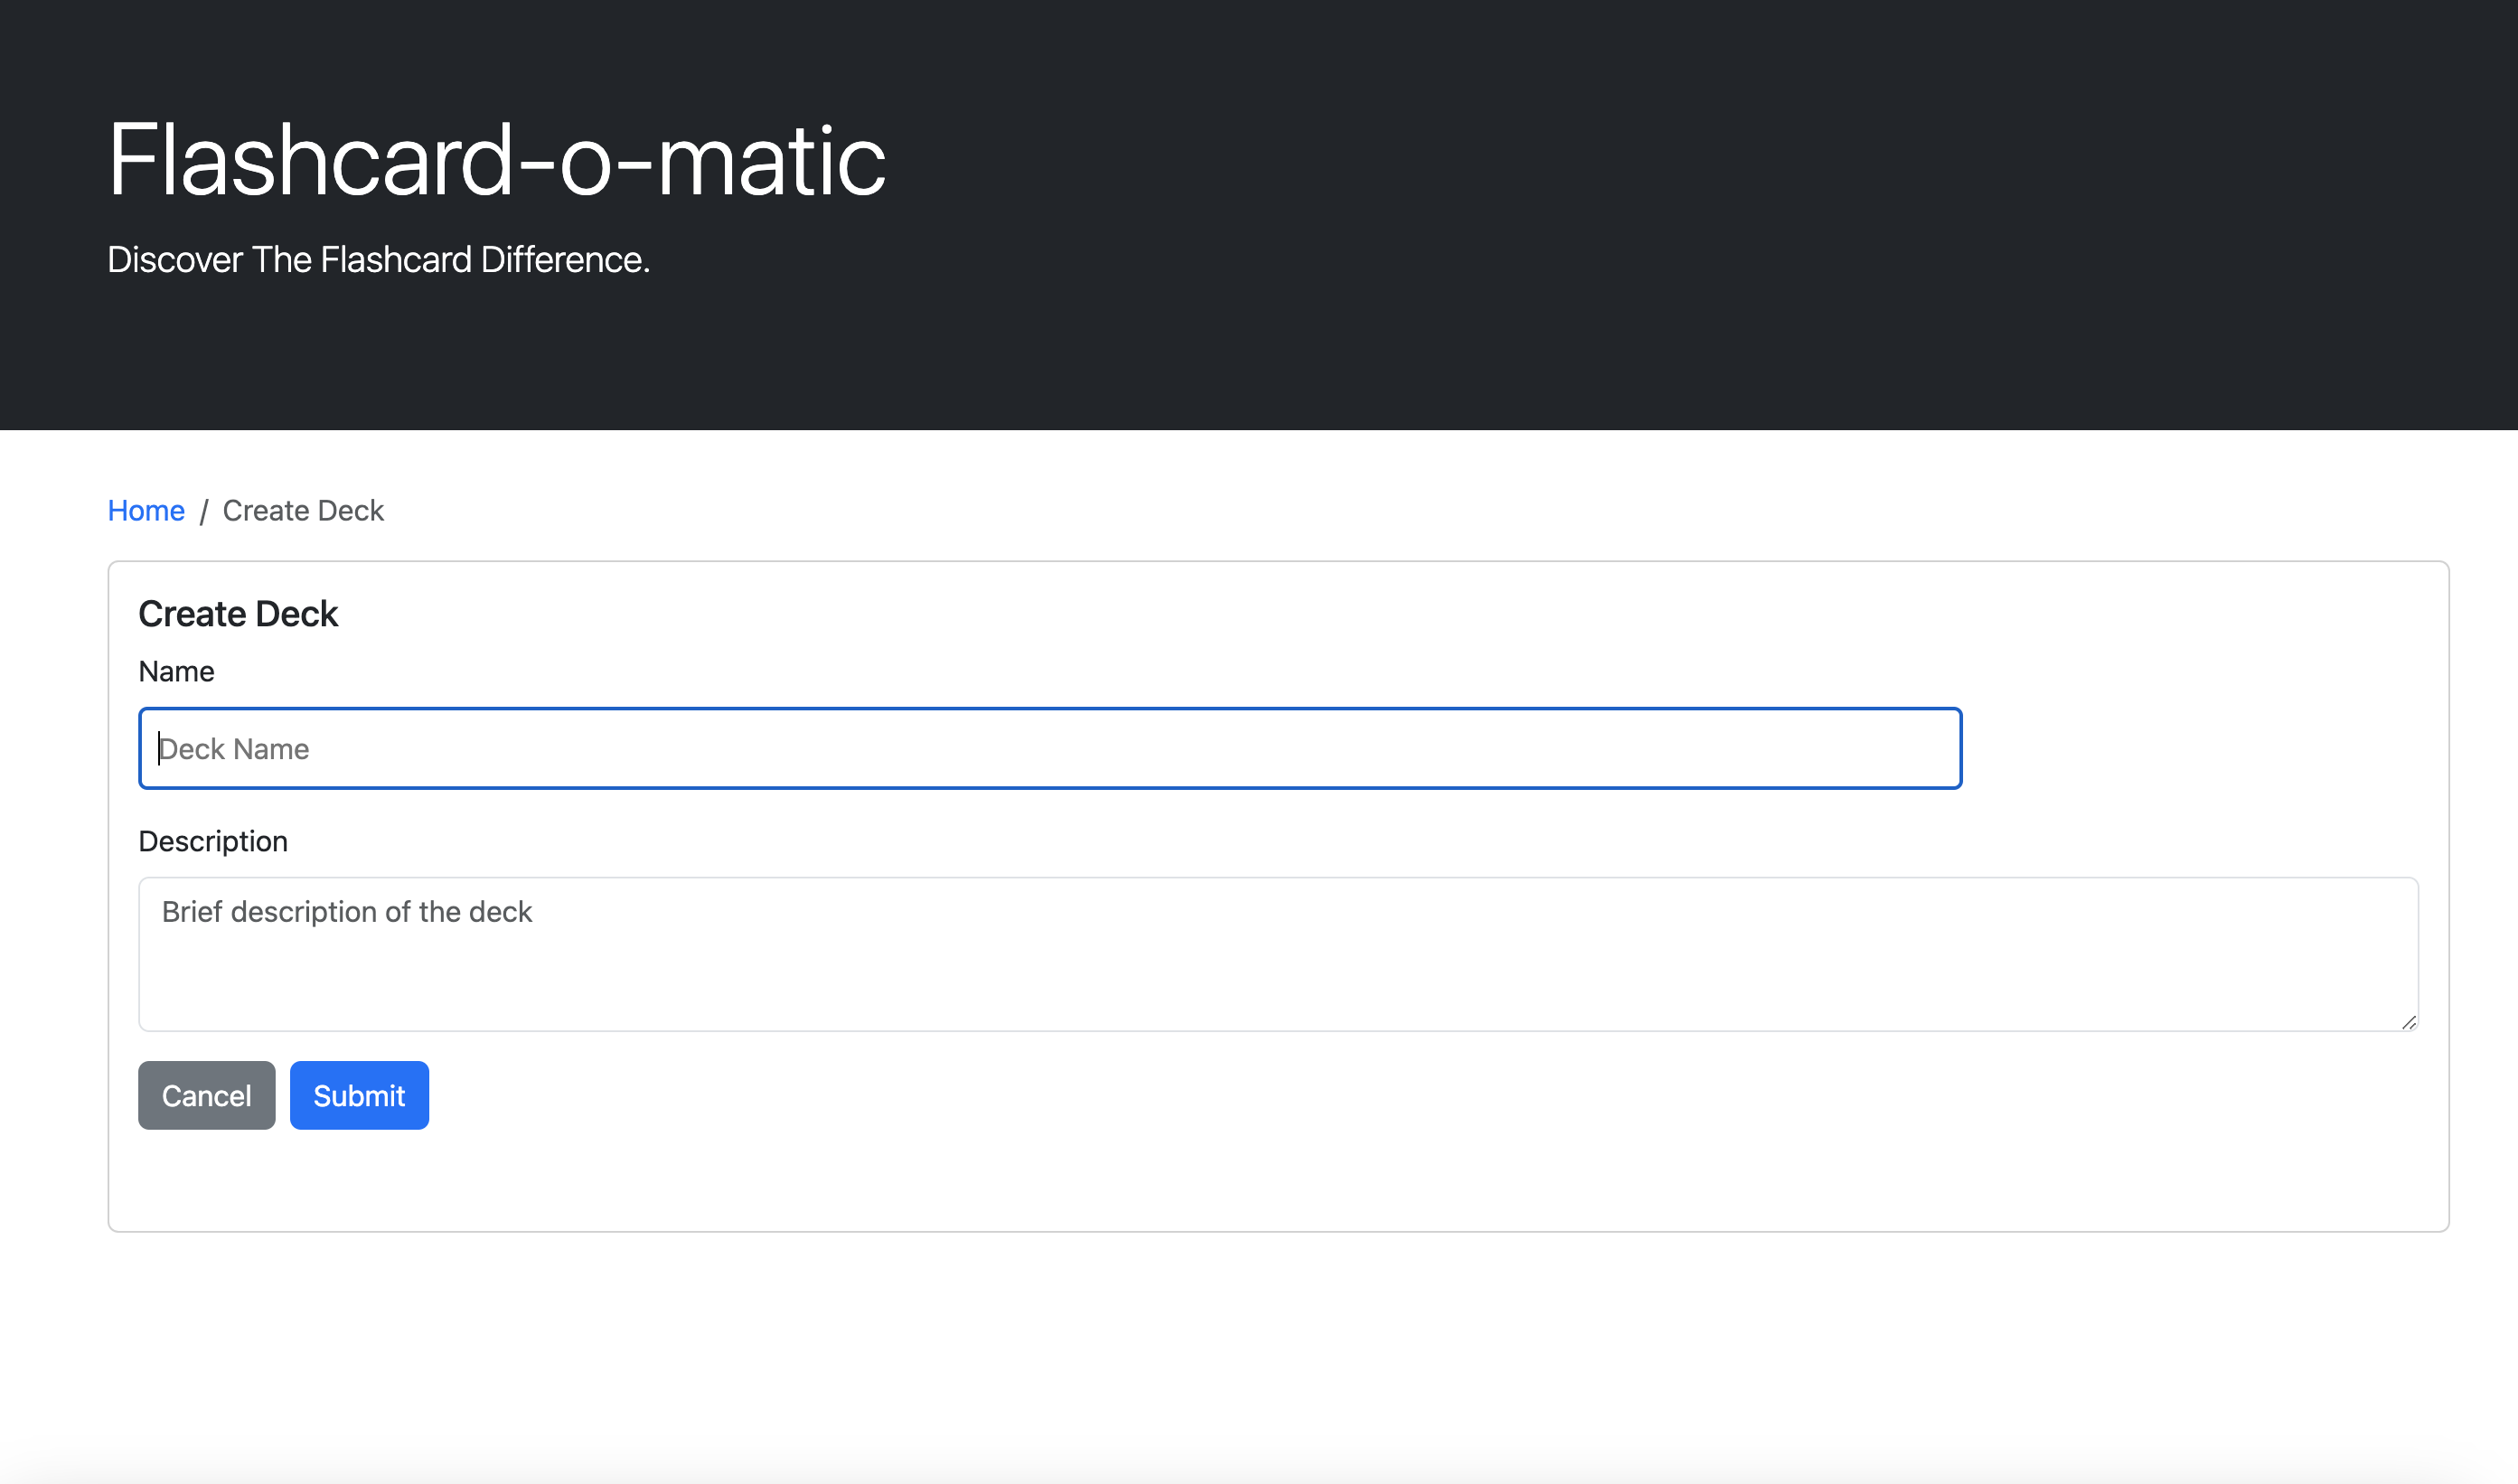 Flashcard-o-matic
Discover The Flashcard Difference.
Home / Create Deck
Create Deck
Name
Deck Name
Description
Brief description of the deck
Cancel Submit